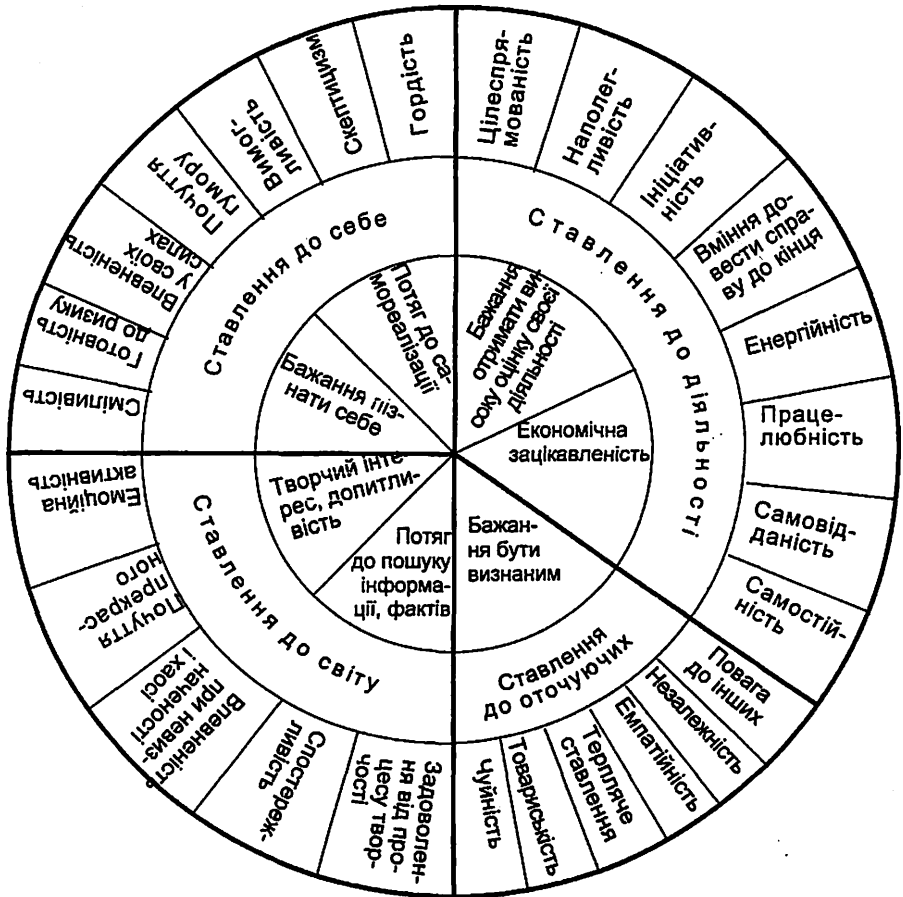 Гордість
Скептицизм
Вимог-
ливість
Почуття
гумору
Впевненість
у своїх
силах
Готовність
до ризику
Сміливість
Цілеспря-
мованість
Наполег-
ливість
Ініціатив-
ність
Вміння до-
вести спра-
ву до кінця
Енергійність
Праце-
любність
Самовід-
даність
Самостій-
ність
Ставлення до себе
Ставлення до діяльності
Потяг до са-
мореалізації
Бажання піз-
нати себе
Бажання
отримати ви-
соку оцінку своєї
діяльності
Економічна
зацікавленість
Творчий інте-
рес, допитли-
вість
Потяг
до пошуку
інформа-
ції, фактів
Бажан-
ня бути
визнаним
Ставлення до світу
Ставлення
до оточуючих
Емоційна
активність
Почуття
прекрас-
ного
Впевненість
при невиз-
наченості
і хаосі
Спостереж-
ливість
Задоволен-
ня від про-
цесу твор-
чості
Чуйність
Товариськість
Терпляче
ставлення
Емпатійність
Незалежність
Повага
до інших